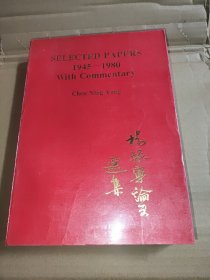 SELECTED PAPERS
1945-1980
With Commentary
Chen Ning Yang
楊振寧論文
選集